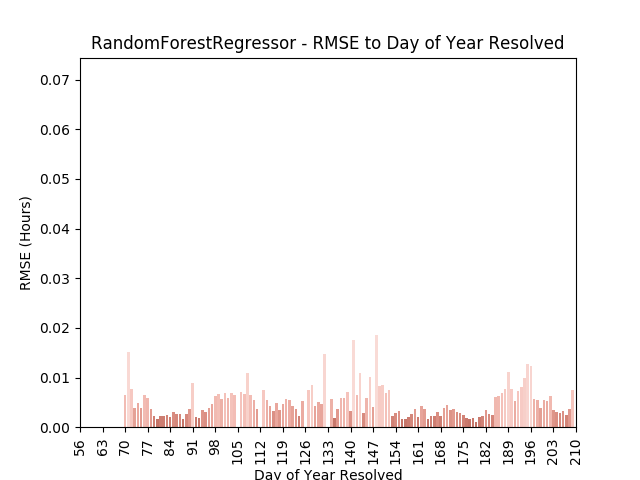 RandomForestRegressor - RMSE to Day of Year Resolved
0.07
0.06
0.05
0.04
0.03
0.02
0.01
0.00
RMSE (Hours)
56 63 70 77 84 91 98 105 112 119 126 133 140 147 154 161 168 175 182 189 196 203 210
Day of Year Resolved